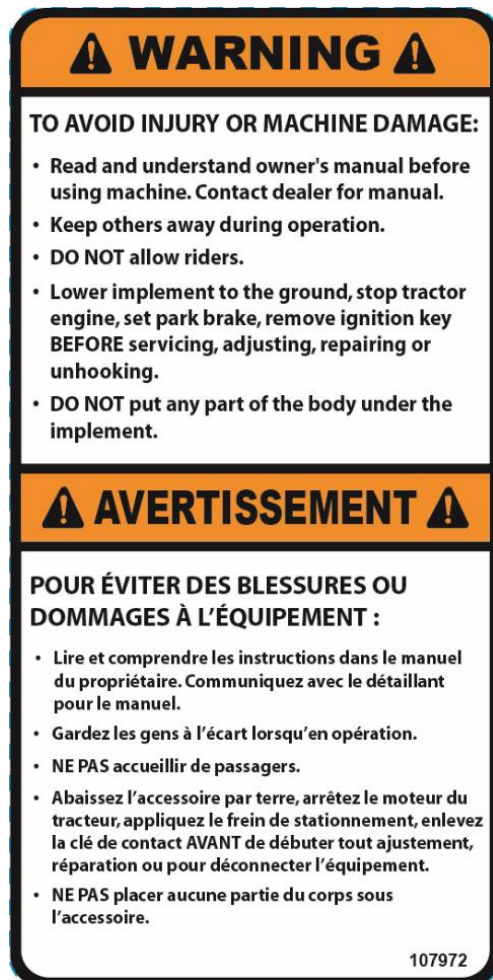 WARNING
TO AVOID INJURY OR MACHINE DAMAGE:
• Read and understand owner's manual before
using machine. Contact dealer for manual.
• Keep others away during operation.
• DO NOT allow riders.
• Lower implement to the ground, stop tractor
engine, set park brake, remove ignition key
BEFORE servicing, adjusting, repairing or
unhooking.
• DO NOT put any part of the body under the
implement.
AVERTISSEMENT
POUR ÉVITER DES BLESSURES OU
DOMMAGES À L'ÉQUIPEMENT :
• Lire et comprendre les instructions dans le manuel
du propriétaire. Communiquez avec le détaillant
pour le manuel.
• Gardez les gens à l'écart lorsqu'en opération.
• NE PAS accueillir de passagers.
• Abaissez l'accessoire par terre, arrêtez le moteur du
tracteur, appliquez le frein de stationnement, enlevez
la clé de contact AVANT de débuter tout ajustement,
réparation ou pour déconnecter l'équipement.
• NE PAS placer aucune partie du corps sous
l'accessoire.
107972